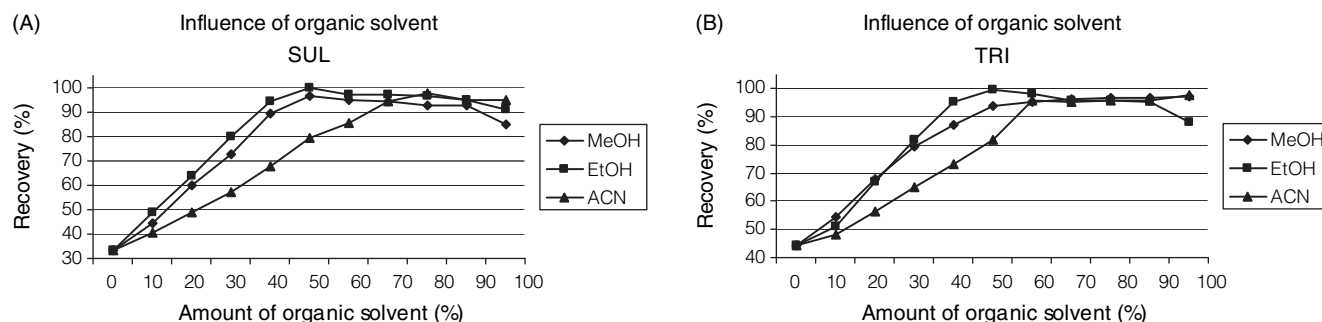 (A)
Influence of organic solvent
SUL
100
90
80
70
60
50
40
30
Recovery (%)
0 10 20 30 40 50 60 70 80 90 100
Amount of organic solvent (%)
MeOH
EtOH
ACN
(B)
Influence of organic solvent
TRI
100
90
80
70
60
50
40
Recovery (%)
0 10 20 30 40 50 60 70 80 90 100
Amount of organic solvent (%)
MeOH
EtOH
ACN